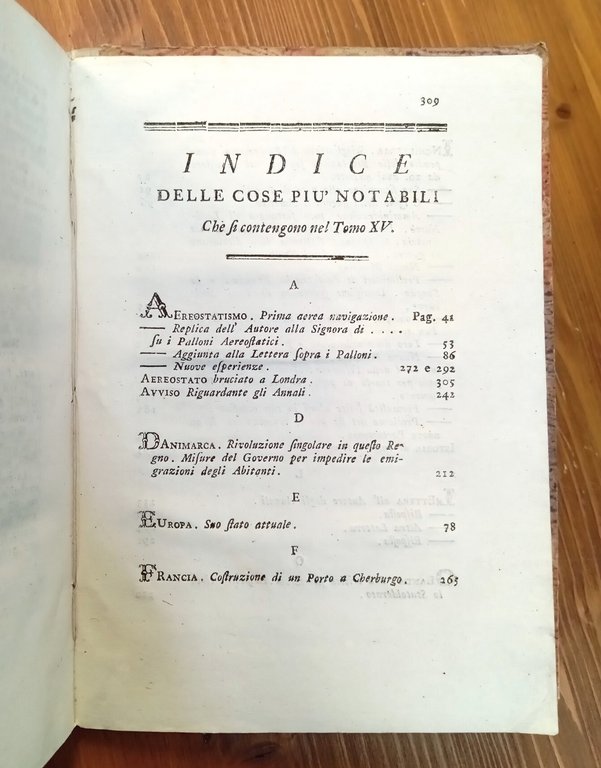 309
INDICE
DELLE COSE PIU' NOTABILI
Che ſi contengono nel Tomo XV.
A
AEREOSTATISMO. Prima aerea navigazione. Pag. 41
—— Replica dell' Autore alla Signora di . . . .
ſu i Palloni Aereoſtatici. 53
—— Aggiunta alla Lettera ſopra i Palloni. 86
—— Nuove eſperienze. 272 e 292
AEREOSTATO bruciato a Londra. 305
AVVISO Riguardante gli Annali. 242
D
DANIMARCA. Rivoluzione ſingolare in queſto Re-
gno. Miſure del Governo per impedire le emi-
grazioni degli Abitanti. 212
E
EUROPA. Suo ſtato attuale. 78
F
FRANCIA. Coſtruzione di un Porto a Cherburgo. 265